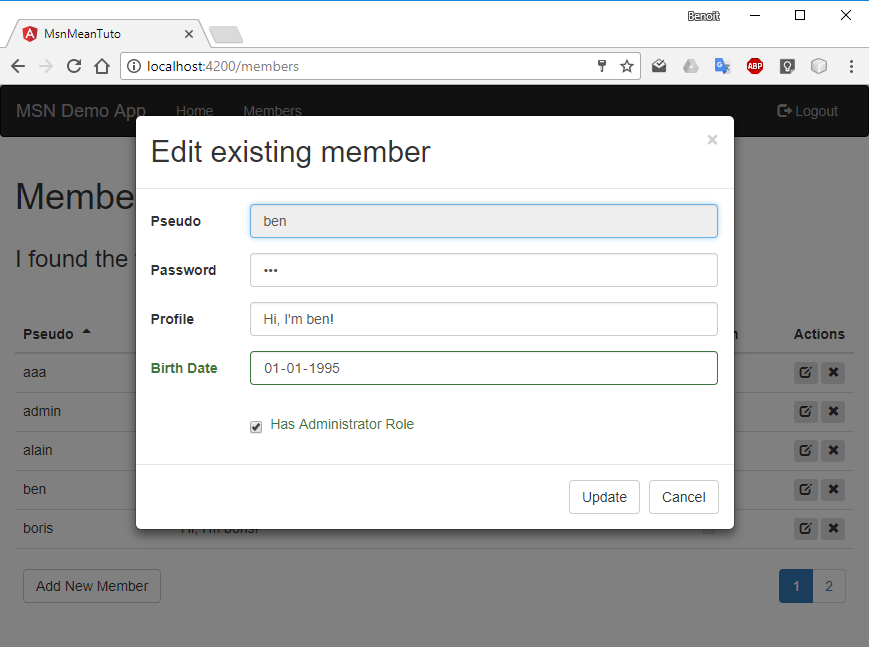 Benoit
MsnMeanTuto
localhost:4200/members
ABP
MSN Demo App Home Members Logout
Edit existing member ×
Membe
Pseudo ben
I found the
Password •••
Profile Hi, I'm ben!
Pseudo Actions
aaa
Birth Date 01-01-1995
admin
Has Administrator Role
alain
ben
Update Cancel
boris Hi, I'm boris!
Add New Member 1 2